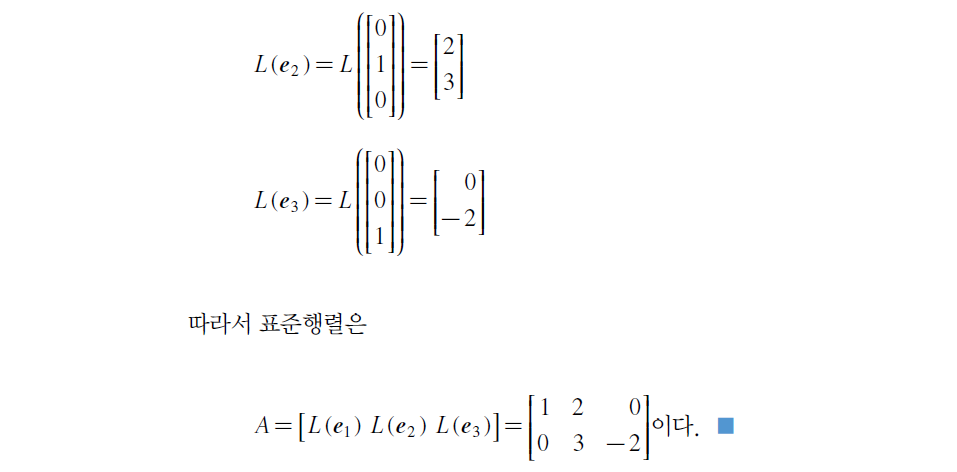 L(e₂) = L([0 1 0]) = [2 3]
L(e₃) = L([0 0 1]) = [0 −2]
따라서 표준행렬은
A = [L(e₁) L(e₂) L(e₃)] = [1 2 0; 0 3 −2]이다. ■